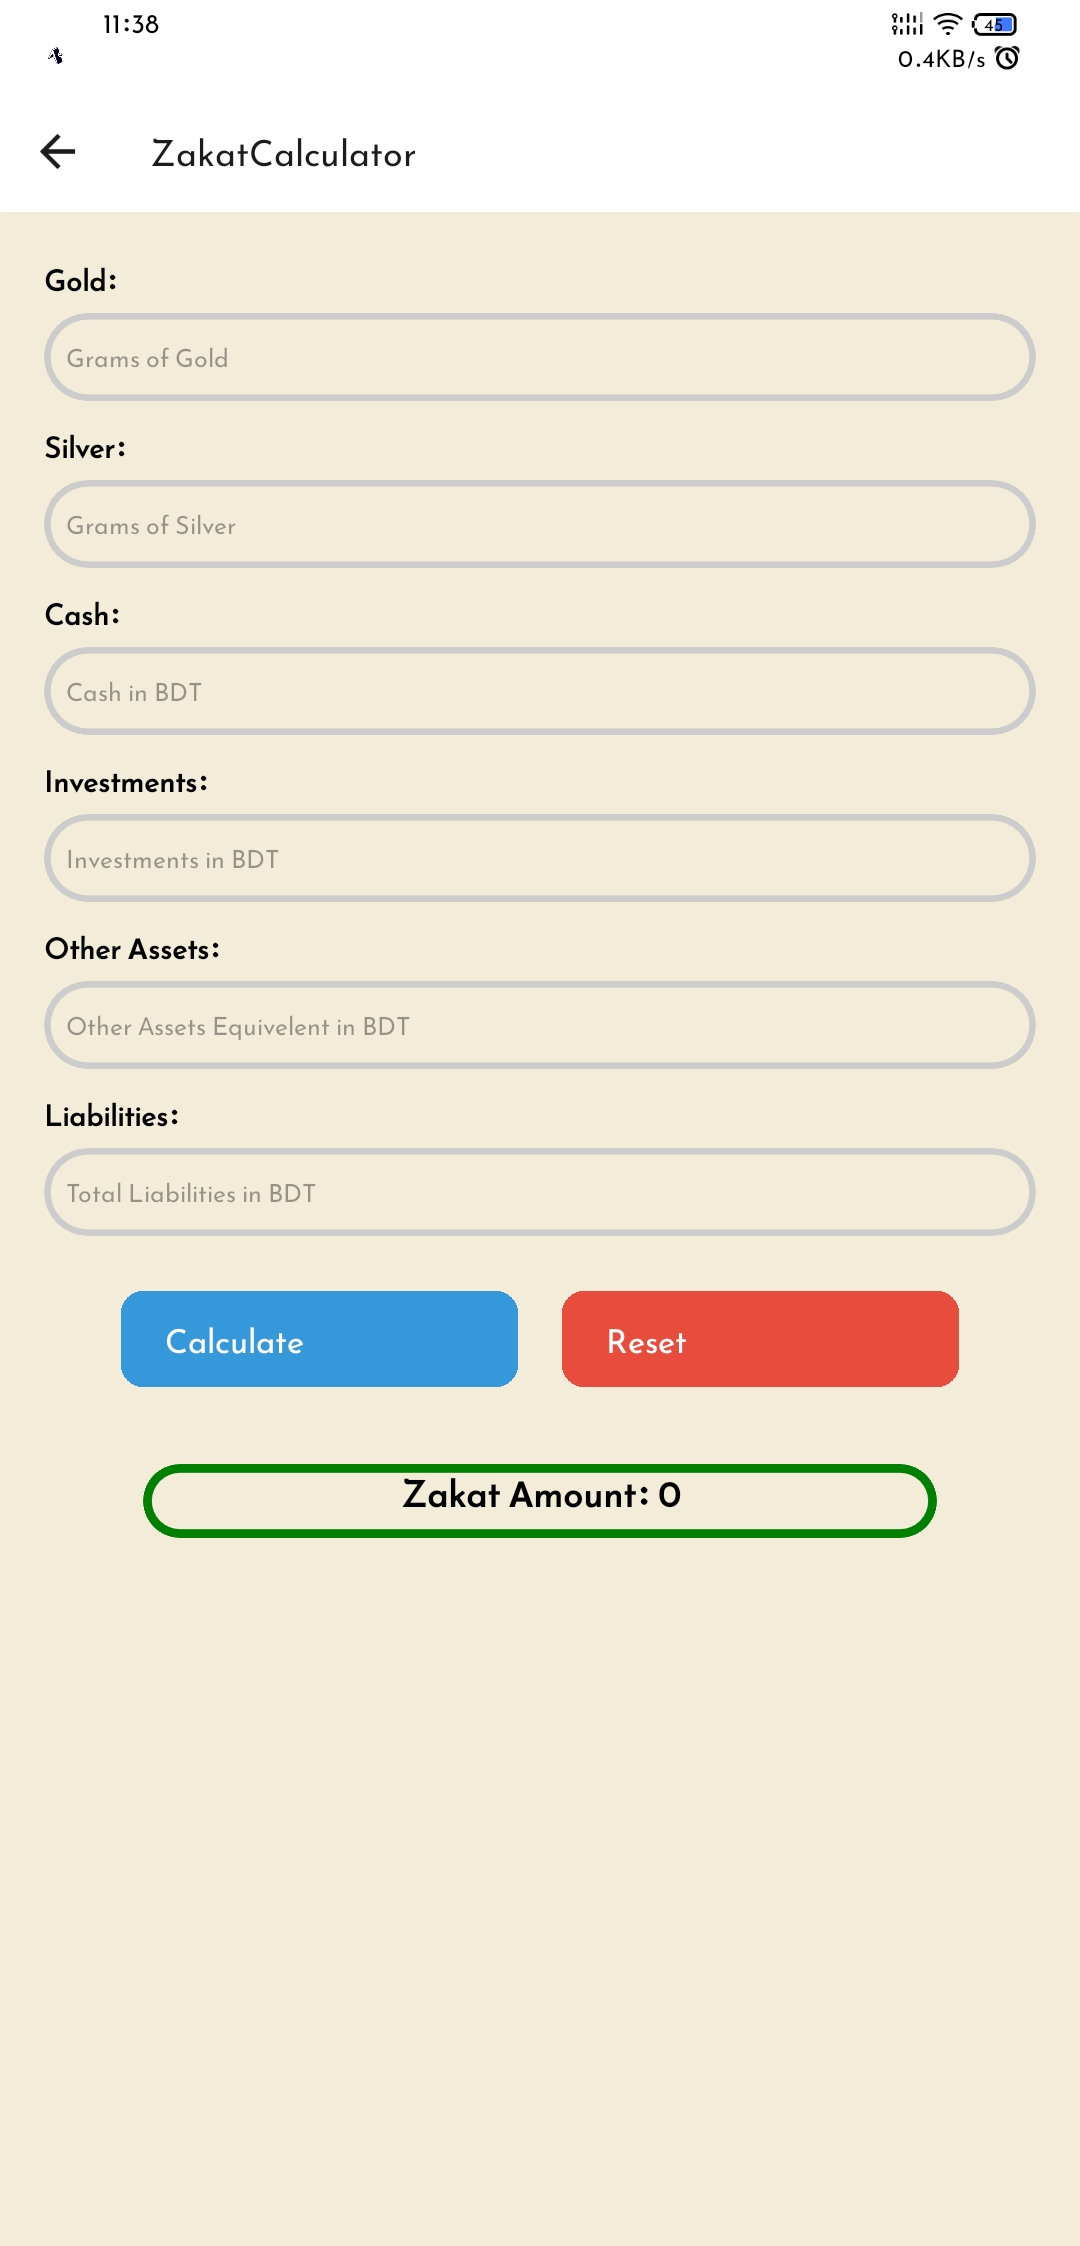 11:38
45
0.4KB/s
ZakatCalculator
Gold:
Grams of Gold
Silver:
Grams of Silver
Cash:
Cash in BDT
Investments:
Investments in BDT
Other Assets:
Other Assets Equivelent in BDT
Liabilities:
Total Liabilities in BDT
Calculate
Reset
Zakat Amount: 0